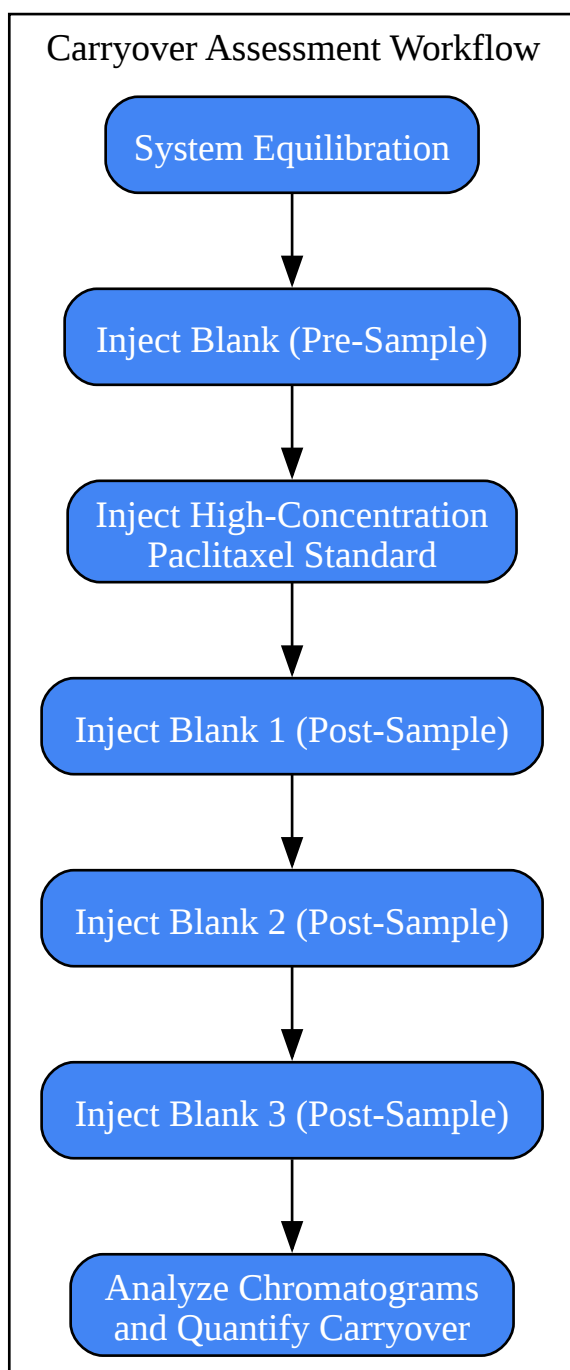 Carryover Assessment Workflow
System Equilibration
Inject Blank (Pre-Sample)
Inject High-Concentration
Paclitaxel Standard
Inject Blank 1 (Post-Sample)
Inject Blank 2 (Post-Sample)
Inject Blank 3 (Post-Sample)
Analyze Chromatograms
and Quantify Carryover